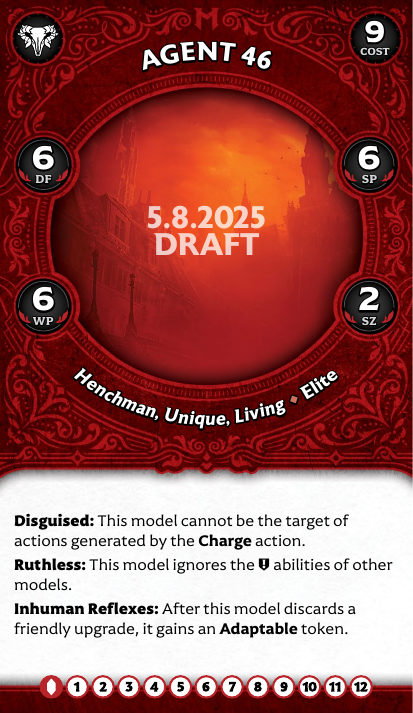 AGENT 46
9
COST
6
DF
6
SP
5.8.2025
DRAFT
6
WP
2
SZ
Henchman, Unique, Living ♦ Elite
Disguised: This model cannot be the target of
actions generated by the Charge action.
Ruthless: This model ignores the abilities of other
models.
Inhuman Reflexes: After this model discards a
friendly upgrade, it gains an Adaptable token.
1 2 3 4 5 6 7 8 9 10 11 12